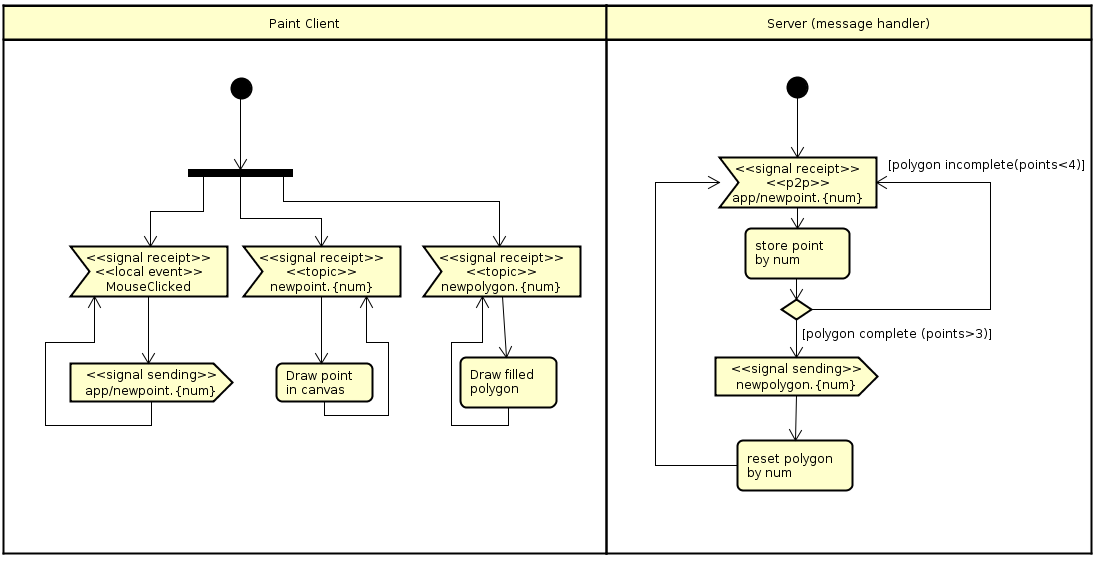 Paint Client
Server (message handler)
<<signal receipt>>
<<local event>>
MouseClicked
<<signal receipt>>
<<topic>>
newpoint.{num}
<<signal receipt>>
<<topic>>
newpolygon.{num}
<<signal sending>>
app/newpoint.{num}
Draw point
in canvas
Draw filled
polygon
[polygon incomplete(points<4)]
<<signal receipt>>
<<p2p>>
app/newpoint.{num}
store point
by num
[polygon complete (points>3)]
<<signal sending>>
newpolygon.{num}
reset polygon
by num